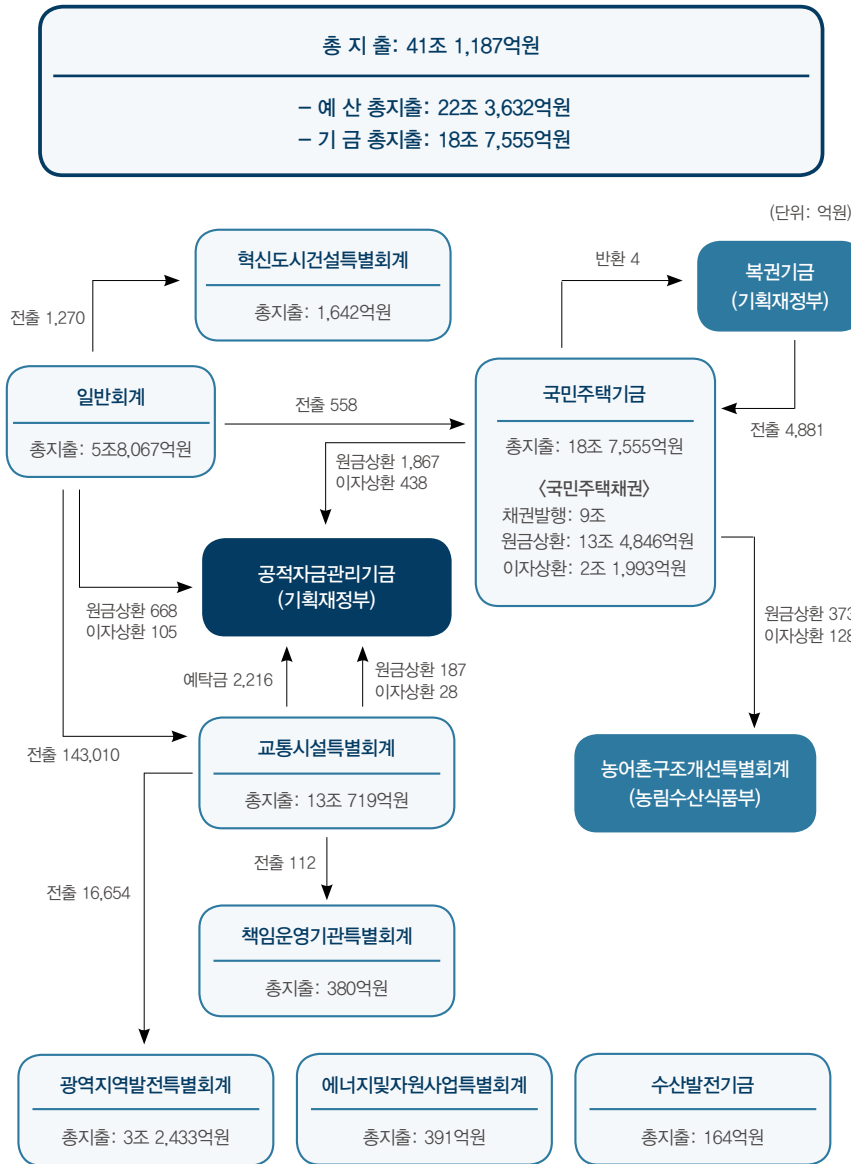 총 지 출: 41조 1,187억원
– 예 산 총지출: 22조 3,632억원
– 기 금 총지출: 18조 7,555억원
(단위: 억원)
혁신도시건설특별회계
총지출: 1,642억원
반환 4
복권기금
(기획재정부)
전출 1,270
일반회계
총지출: 5조8,067억원
전출 558
국민주택기금
총지출: 18조 7,555억원
〈국민주택채권〉
채권발행: 9조
원금상환: 13조 4,846억원
이자상환: 2조 1,993억원
전출 4,881
원금상환 1,867
이자상환 438
공적자금관리기금
(기획재정부)
원금상환 668
이자상환 105
원금상환 373
이자상환 128
예탁금 2,216
원금상환 187
이자상환 28
전출 143,010
교통시설특별회계
총지출: 13조 719억원
농어촌구조개선특별회계
(농림수산식품부)
전출 112
전출 16,654
책임운영기관특별회계
총지출: 380억원
광역지역발전특별회계
총지출: 3조 2,433억원
에너지및자원사업특별회계
총지출: 391억원
수산발전기금
총지출: 164억원